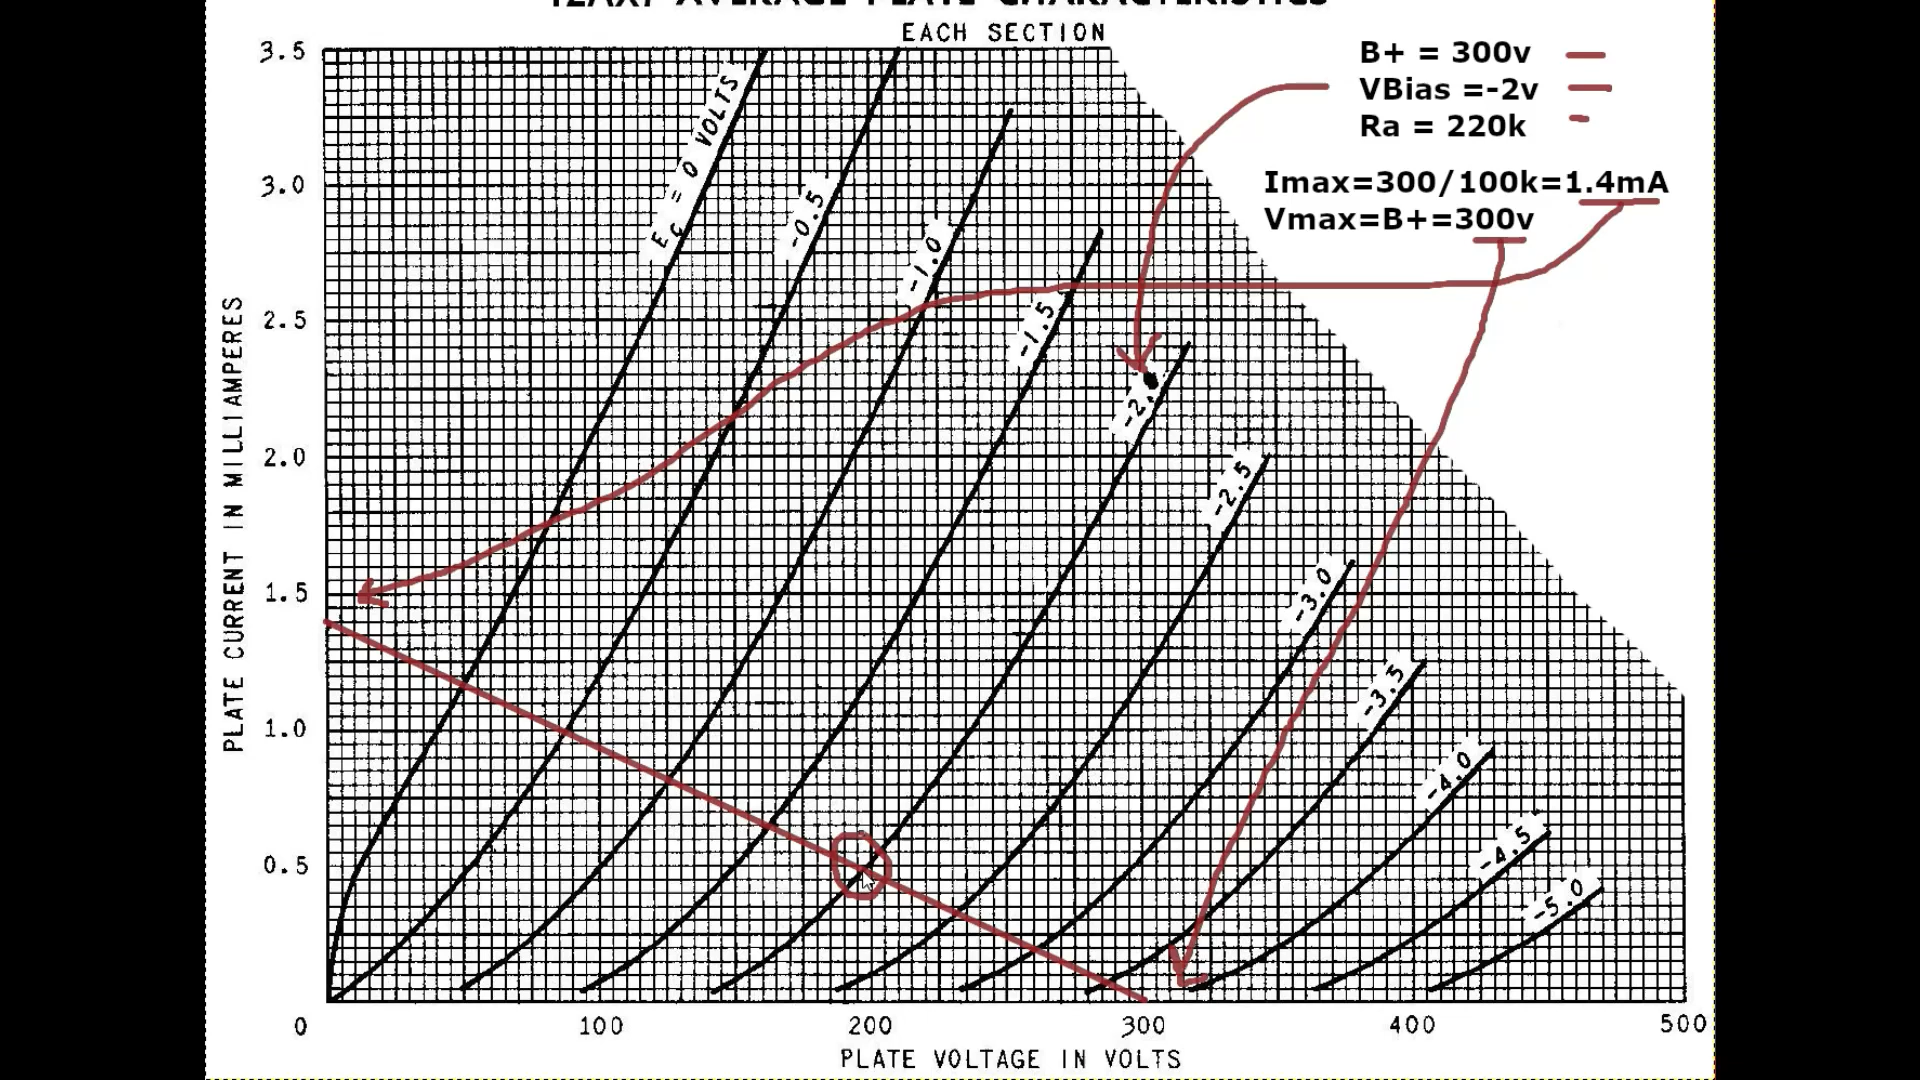 AVERAGE PLATE CHARACTERISTICS
EACH SECTION
B+ = 300v
VBias =-2v
Ra = 220k
Imax=300/100k=1.4mA
Vmax=B+=300v
3.5
3.0
2.5
2.0
1.5
1.0
0.5
0
PLATE CURRENT IN MILLIAMPERES
Ec = 0 VOLTS
-0.5
-1.0
-1.5
-2.
-2.5
-3.0
-3.5
-4.0
-4.5
-5.0
100
200
300
400
500
PLATE VOLTAGE IN VOLTS